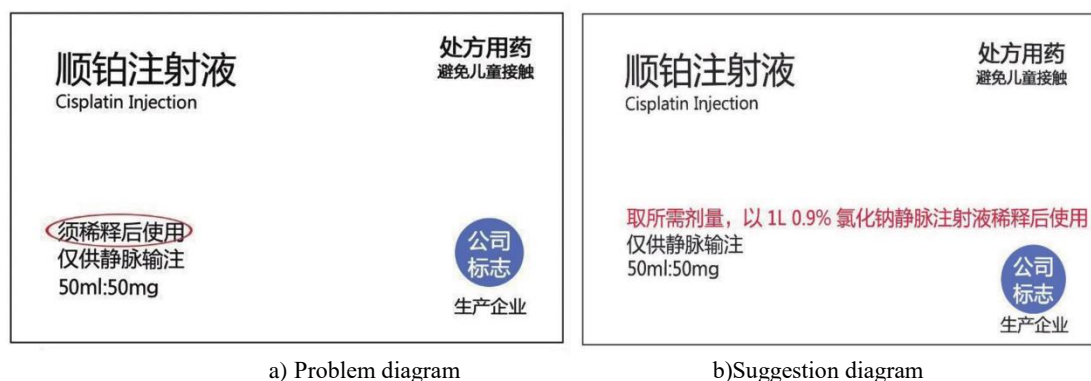 顺铂注射液
Cisplatin Injection
处方用药
避免儿童接触
须稀释后使用
仅供静脉输注
50ml:50mg
公司
标志
生产企业
a) Problem diagram
顺铂注射液
Cisplatin Injection
处方用药
避免儿童接触
取所需剂量，以 1L 0.9% 氯化钠静脉注射液稀释后使用
仅供静脉输注
50ml:50mg
公司
标志
生产企业
b)Suggestion diagram